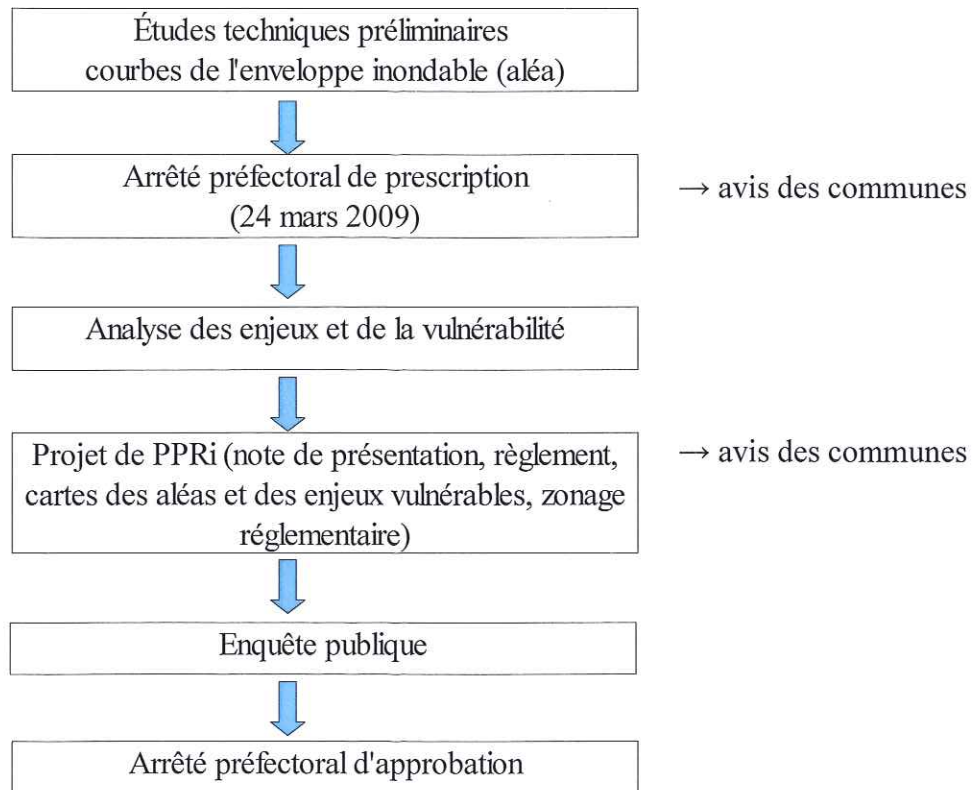 Études techniques préliminaires
courbes de l'enveloppe inondable (aléa)
Arrêté préfectoral de prescription
(24 mars 2009)
→ avis des communes
Analyse des enjeux et de la vulnérabilité
Projet de PPRi (note de présentation, règlement,
cartes des aléas et des enjeux vulnérables, zonage
réglementaire)
→ avis des communes
Enquête publique
Arrêté préfectoral d'approbation